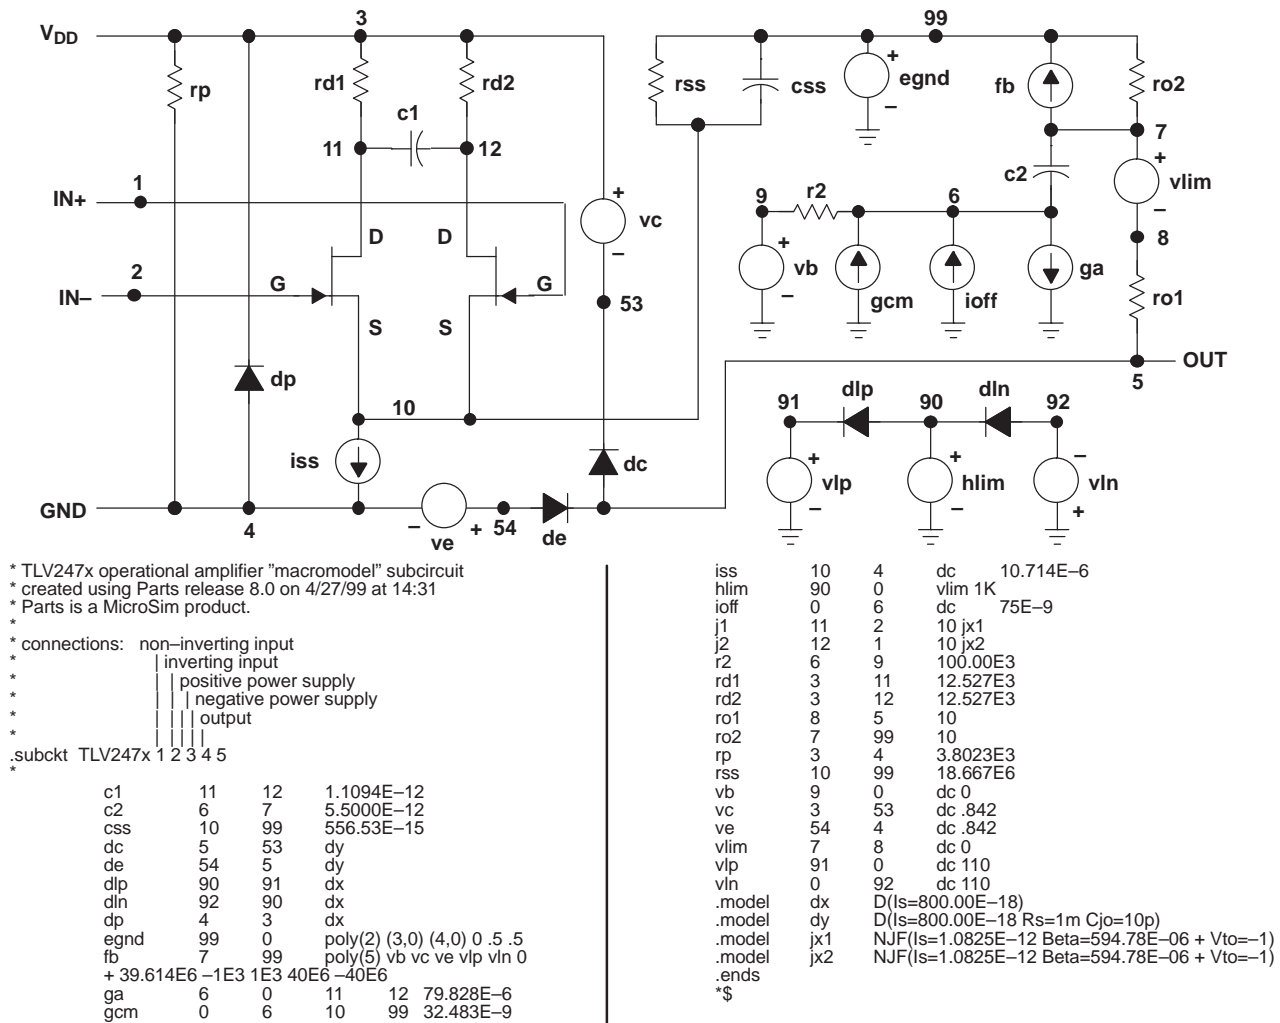 3
99
VDD
rp
rd1
rd2
c1
11
12
rss
css
+
egnd
–
fb
ro2
7
1
IN+
+
vc
–
c2
+
vlim
–
9
r2
6
8
D
D
2
IN–
G
G
S
S
53
+
vb
–
gcm
ioff
ga
ro1
OUT
5
dp
10
dlp
dln
91
90
92
iss
dc
+
vlp
–
+
hlim
–
–
vln
+
GND
4
–
ve
+
54
de
* TLV247x operational amplifier ”macromodel” subcircuit
* created using Parts release 8.0 on 4/27/99 at 14:31
* Parts is a MicroSim product.
*
* connections: non–inverting input
* | inverting input
* | | positive power supply
* | | | negative power supply
* | | | | output
* | | | | |
.subckt TLV247x 1 2 3 4 5
*
c1 11 12 1.1094E–12
c2 6 7 5.5000E–12
css 10 99 556.53E–15
dc 5 53 dy
de 54 5 dy
dlp 90 91 dx
dln 92 90 dx
dp 4 3 dx
egnd 99 0 poly(2) (3,0) (4,0) 0 .5 .5
fb 7 99 poly(5) vb vc ve vlp vln 0
+ 39.614E6 –1E3 1E3 40E6 –40E6
ga 6 0 11 12 79.828E–6
gcm 0 6 10 99 32.483E–9
iss 10 4 dc 10.714E–6
hlim 90 0 vlim 1K
ioff 0 6 dc 75E–9
j1 11 2 10 jx1
j2 12 1 10 jx2
r2 6 9 100.00E3
rd1 3 11 12.527E3
rd2 3 12 12.527E3
ro1 8 5 10
ro2 7 99 10
rp 3 4 3.8023E3
rss 10 99 18.667E6
vb 9 0 dc 0
vc 3 53 dc .842
ve 54 4 dc .842
vlim 7 8 dc 0
vlp 91 0 dc 110
vln 0 92 dc 110
.model dx D(Is=800.00E–18)
.model dy D(Is=800.00E–18 Rs=1m Cjo=10p)
.model jx1 NJF(Is=1.0825E–12 Beta=594.78E–06 + Vto=–1)
.model jx2 NJF(Is=1.0825E–12 Beta=594.78E–06 + Vto=–1)
.ends
*$